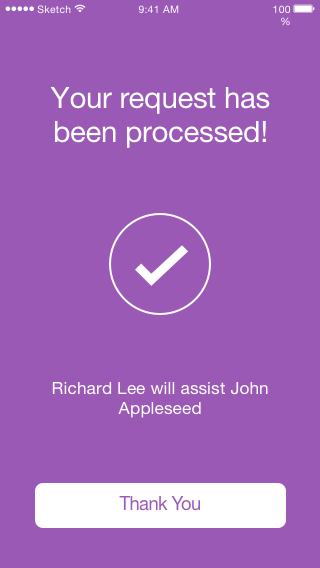 Sketch 9:41 AM 100
%
Your request has
been processed!
Richard Lee will assist John
Appleseed
Thank You